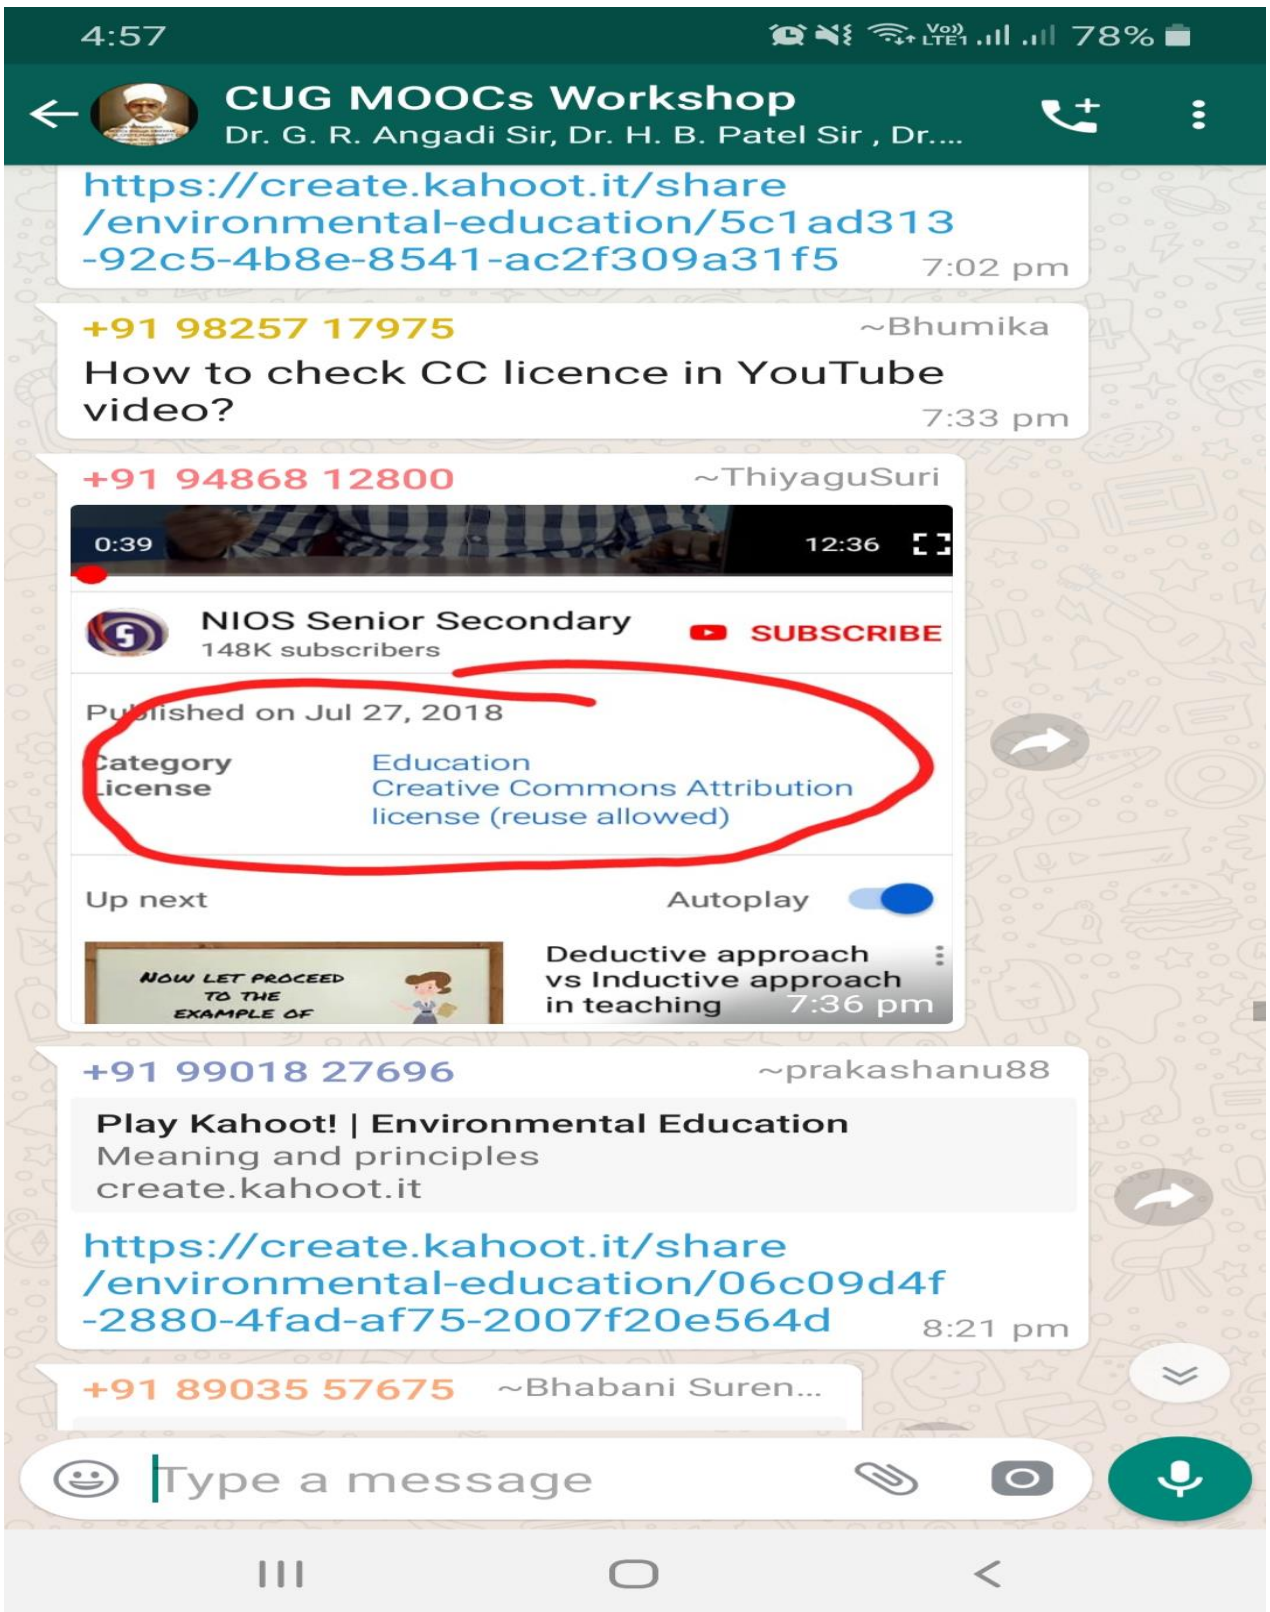 4:57 Vo)) LTE1 78%
CUG MOOCs Workshop
Dr. G. R. Angadi Sir, Dr. H. B. Patel Sir , Dr....
https://create.kahoot.it/share
/environmental-education/5c1ad313
-92c5-4b8e-8541-ac2f309a31f5 7:02 pm
+91 98257 17975 ~Bhumika
How to check CC licence in YouTube
video? 7:33 pm
+91 94868 12800 ~ThiyaguSuri
0:39 12:36
S NIOS Senior Secondary SUBSCRIBE
148K subscribers
Published on Jul 27, 2018
Category Education
License Creative Commons Attribution
license (reuse allowed)
Up next Autoplay
NOW LET PROCEED
TO THE
EXAMPLE OF
Deductive approach
vs Inductive approach
in teaching 7:36 pm
+91 99018 27696 ~prakashanu88
Play Kahoot! | Environmental Education
Meaning and principles
create.kahoot.it
https://create.kahoot.it/share
/environmental-education/06c09d4f
-2880-4fad-af75-2007f20e564d 8:21 pm
+91 89035 57675 ~Bhabani Suren...
Type a message